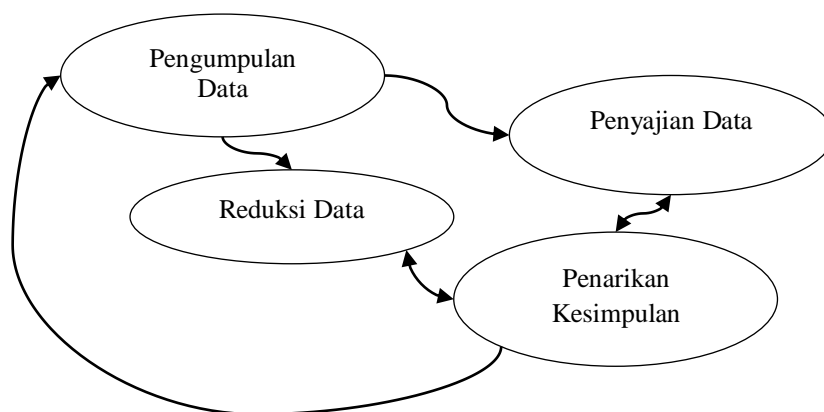 Pengumpulan
Data
Penyajian Data
Reduksi Data
Penarikan
Kesimpulan